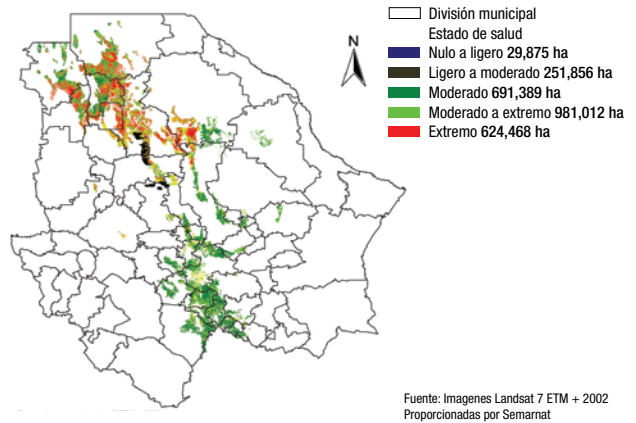 División municipal
Estado de salud
Nulo a ligero 29,875 ha
Ligero a moderado 251,856 ha
Moderado 691,389 ha
Moderado a extremo 981,012 ha
Extremo 624,468 ha
N
Fuente: Imagenes Landsat 7 ETM + 2002
Proporcionadas por Semarnat